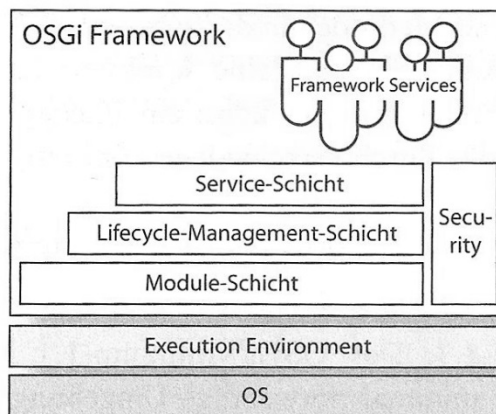 OSGi Framework
Framework Services
Service-Schicht
Lifecycle-Management-Schicht
Module-Schicht
Secu-
rity
Execution Environment
OS